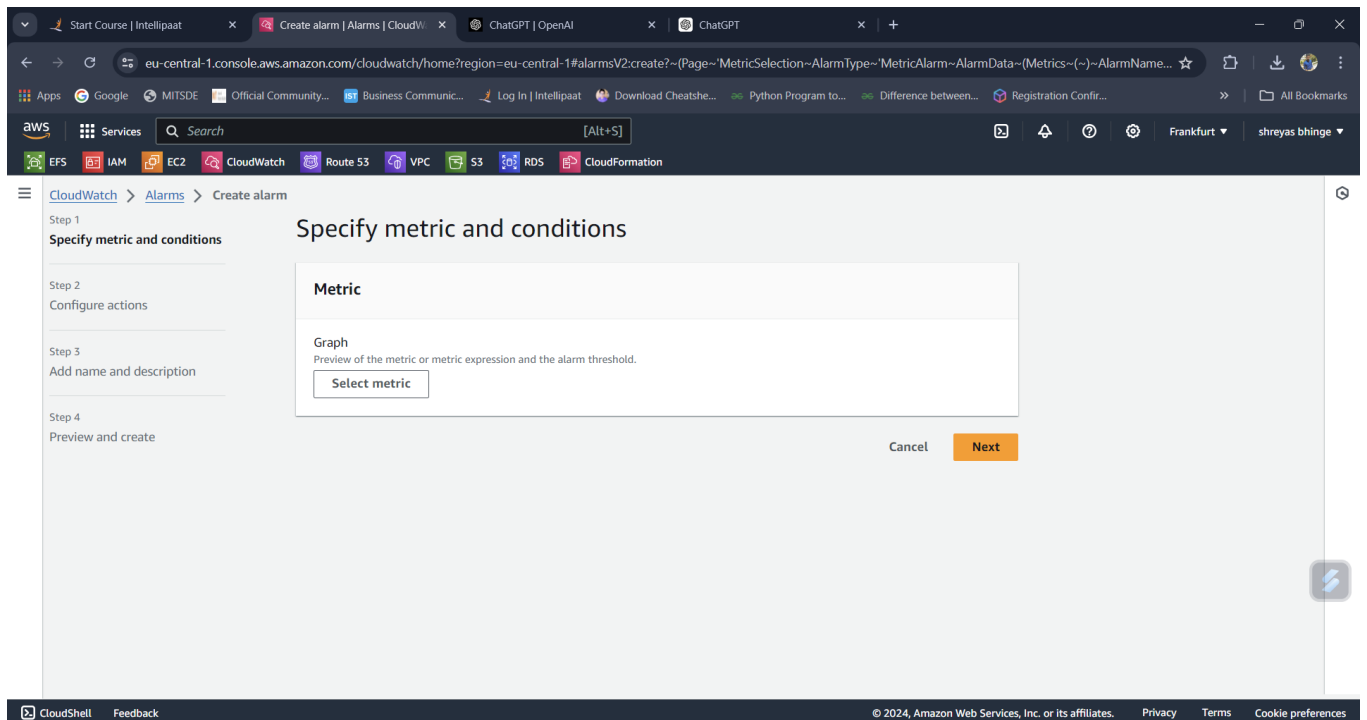 Start Course | Intellipaat
Create alarm | Alarms | CloudW
ChatGPT | OpenAI
ChatGPT
eu-central-1.console.aws.amazon.com/cloudwatch/home?region=eu-central-1#alarmsV2:create?~(Page~'MetricSelection~AlarmType~'MetricAlarm~AlarmData~(Metrics~(~)~AlarmName...
Apps Google MITSDE Official Community... IST Business Communic... Log In | Intellipaat Download Cheatshe... Python Program to... Difference between... Registration Confir... » All Bookmarks
aws Services Search [Alt+S] Frankfurt ▼ shreyas bhinge ▼
EFS IAM EC2 CloudWatch Route 53 VPC S3 RDS CloudFormation
CloudWatch > Alarms > Create alarm
Step 1
Specify metric and conditions
Step 2
Configure actions
Step 3
Add name and description
Step 4
Preview and create
Specify metric and conditions
Metric
Graph
Preview of the metric or metric expression and the alarm threshold.
Select metric
Cancel Next
CloudShell Feedback © 2024, Amazon Web Services, Inc. or its affiliates. Privacy Terms Cookie preferences